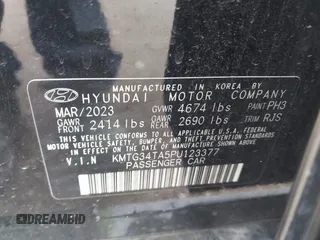 MANUFACTURED IN KOREA BY
HYUNDAI MOTOR COMPANY
MAR/2023 GVWR 4674 lbs PAINT PH3
GAWR FRONT 2414 lbs GAWR REAR 2690 lbs TRIM RJS
THIS VEHICLE CONFORMS TO ALL APPLICABLE U.S.A. FEDERAL
MOTOR VEHICLE SAFETY, BUMPER, AND THEFT PREVENTION
STANDARDS IN EFFECT ON THE DATE OF MANUFACTURE SHOWN ABOVE.
V.I.N KMTG34TA5PU123377
PASSENGER CAR
DREAMBID